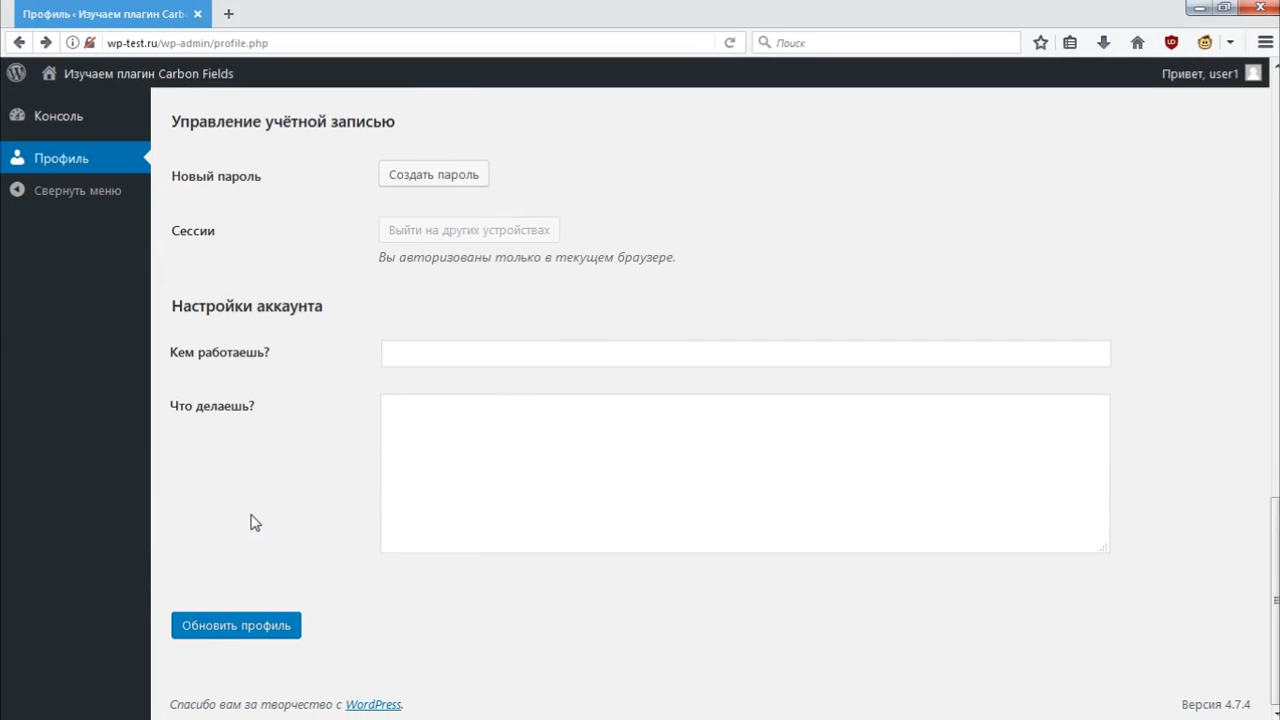 Профиль ‹ Изучаем плагин Carb
wp-test.ru/wp-admin/profile.php
Поиск
Изучаем плагин Carbon Fields
Привет, user1
Консоль
Профиль
Свернуть меню
Управление учётной записью
Новый пароль
Создать пароль
Сессии
Выйти на других устройствах
Вы авторизованы только в текущем браузере.
Настройки аккаунта
Кем работаешь?
Что делаешь?
Обновить профиль
Спасибо вам за творчество с WordPress.
Версия 4.7.4